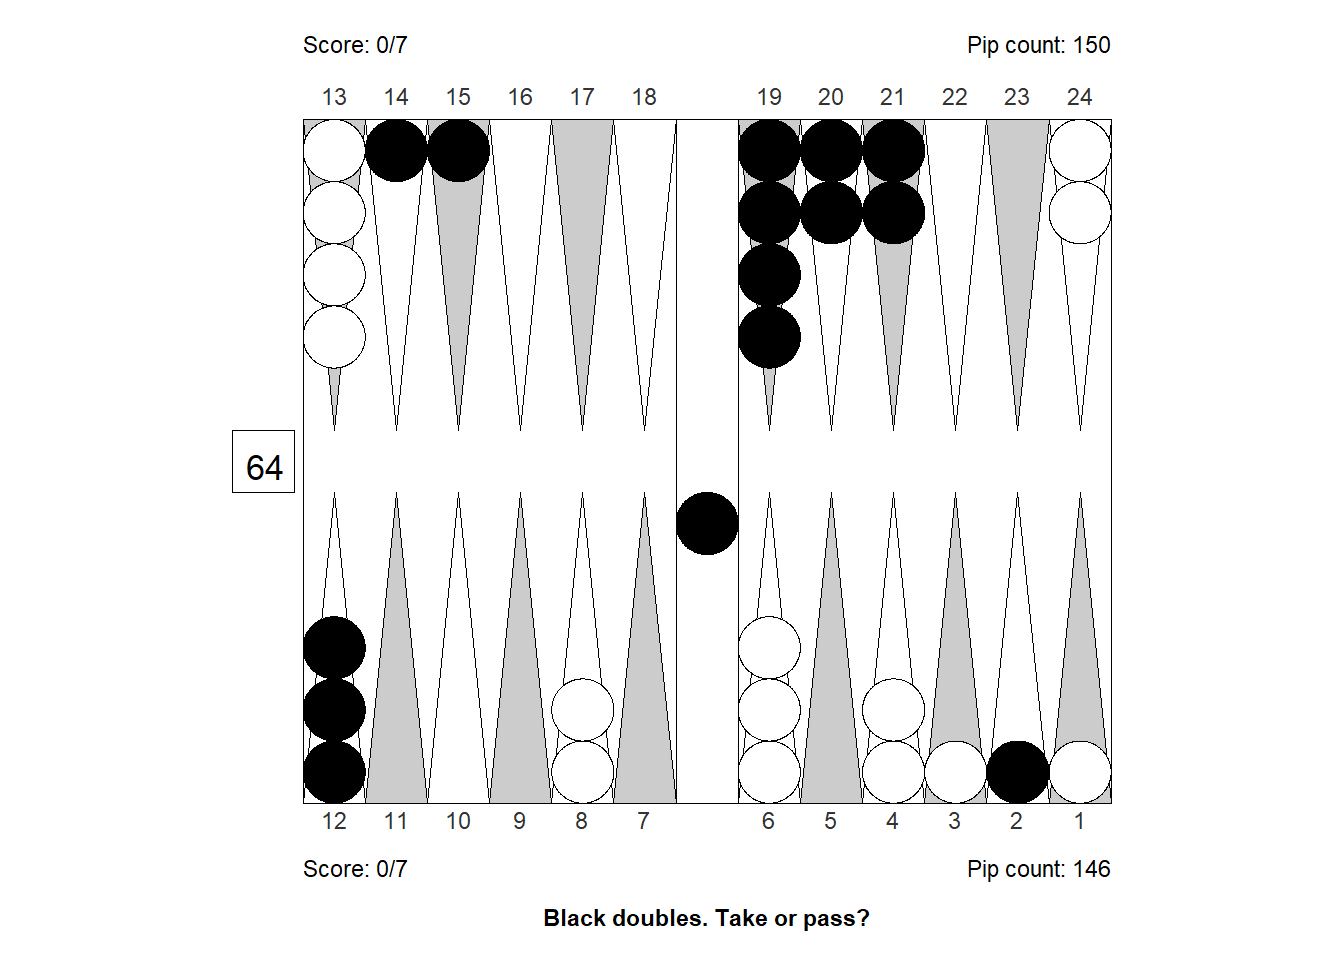 Score: 0/7 Pip count: 150
13 14 15 16 17 18 19 20 21 22 23 24
64
12 11 10 9 8 7 6 5 4 3 2 1
Score: 0/7 Pip count: 146
Black doubles. Take or pass?